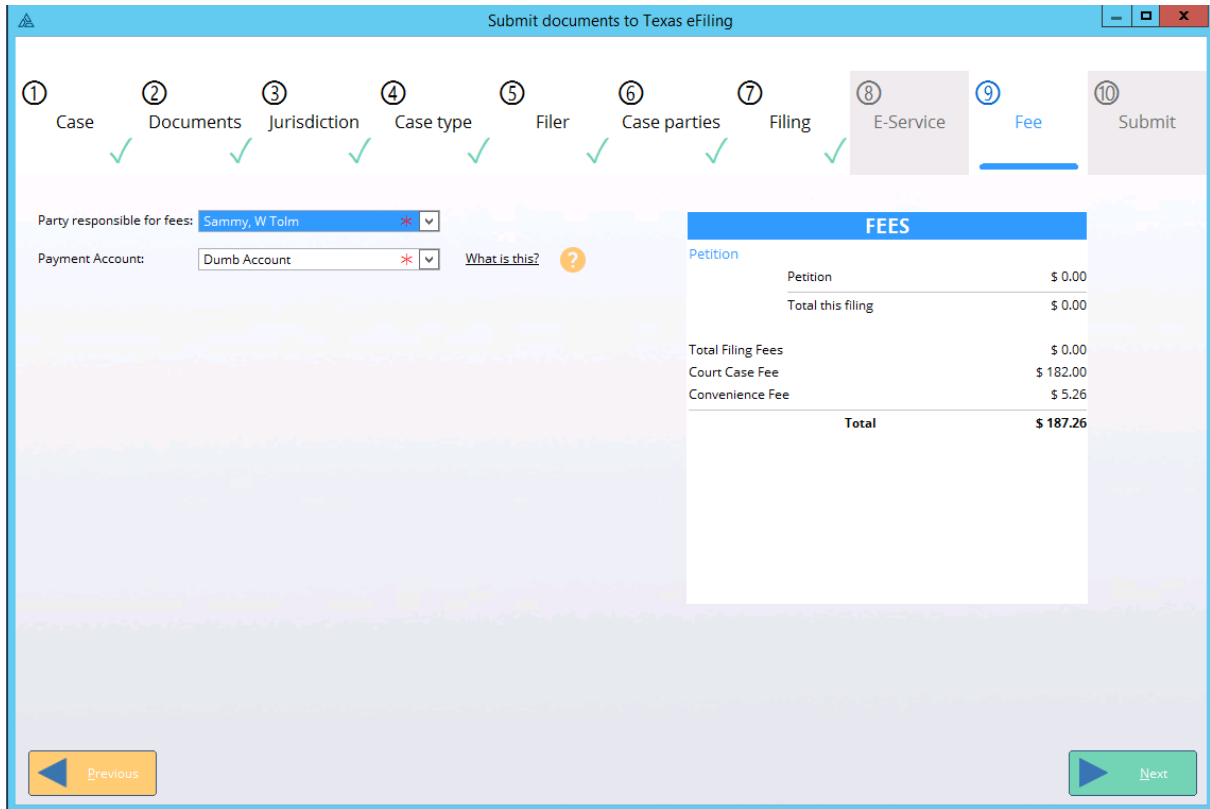 Submit documents to Texas eFiling
1 Case
2 Documents
3 Jurisdiction
4 Case type
5 Filer
6 Case parties
7 Filing
8 E-Service
9 Fee
10 Submit
Party responsible for fees: Sammy, W Tolm *
Payment Account: Dumb Account * What is this? ?
FEES
Petition
Petition $ 0.00
Total this filing $ 0.00
Total Filing Fees $ 0.00
Court Case Fee $ 182.00
Convenience Fee $ 5.26
Total $ 187.26
Previous
Next